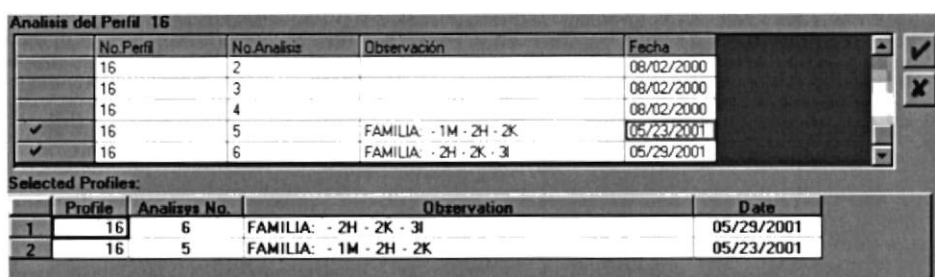 Analisis del Perfil 16
No.Perfil No.Analisis Observación Fecha
16 2 08/02/2000
16 3 08/02/2000
16 4 08/02/2000
16 5 FAMILIA: - 1M - 2H - 2K 05/23/2001
16 6 FAMILIA: - 2H - 2K - 3I 05/29/2001
Selected Profiles:
Profile Analisys No. Observation Date
1 16 6 FAMILIA: - 2H - 2K - 3I 05/29/2001
2 16 5 FAMILIA: - 1M - 2H - 2K 05/23/2001